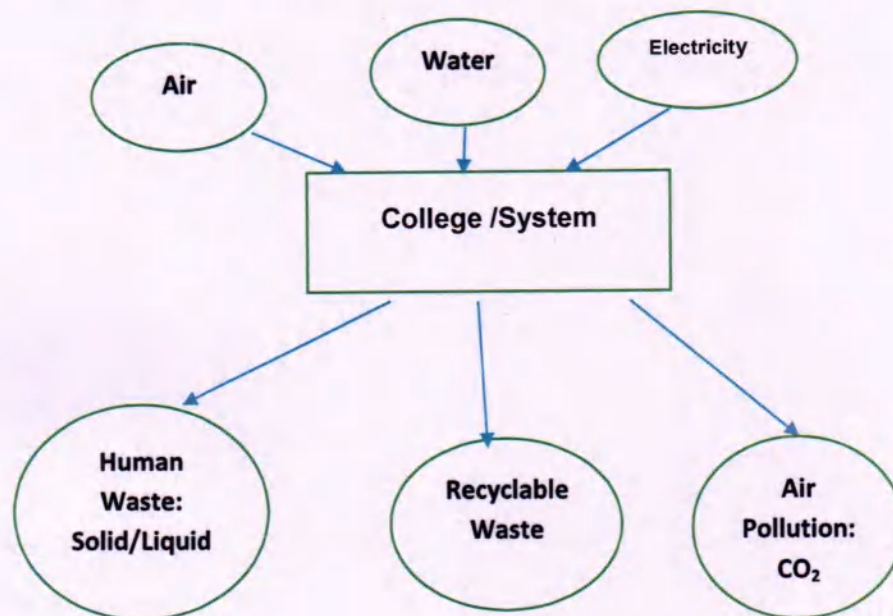 Air
Water
Electricity
College /System
Human
Waste:
Solid/Liquid
Recyclable
Waste
Air
Pollution:
CO₂